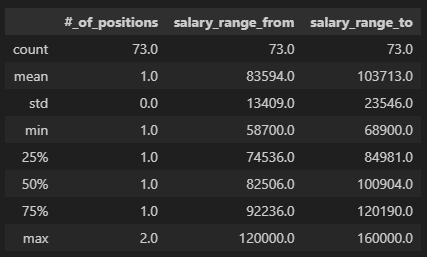 #_of_positions salary_range_from salary_range_to
count 73.0 73.0 73.0
mean 1.0 83594.0 103713.0
std 0.0 13409.0 23546.0
min 1.0 58700.0 68900.0
25% 1.0 74536.0 84981.0
50% 1.0 82506.0 100904.0
75% 1.0 92236.0 120190.0
max 2.0 120000.0 160000.0